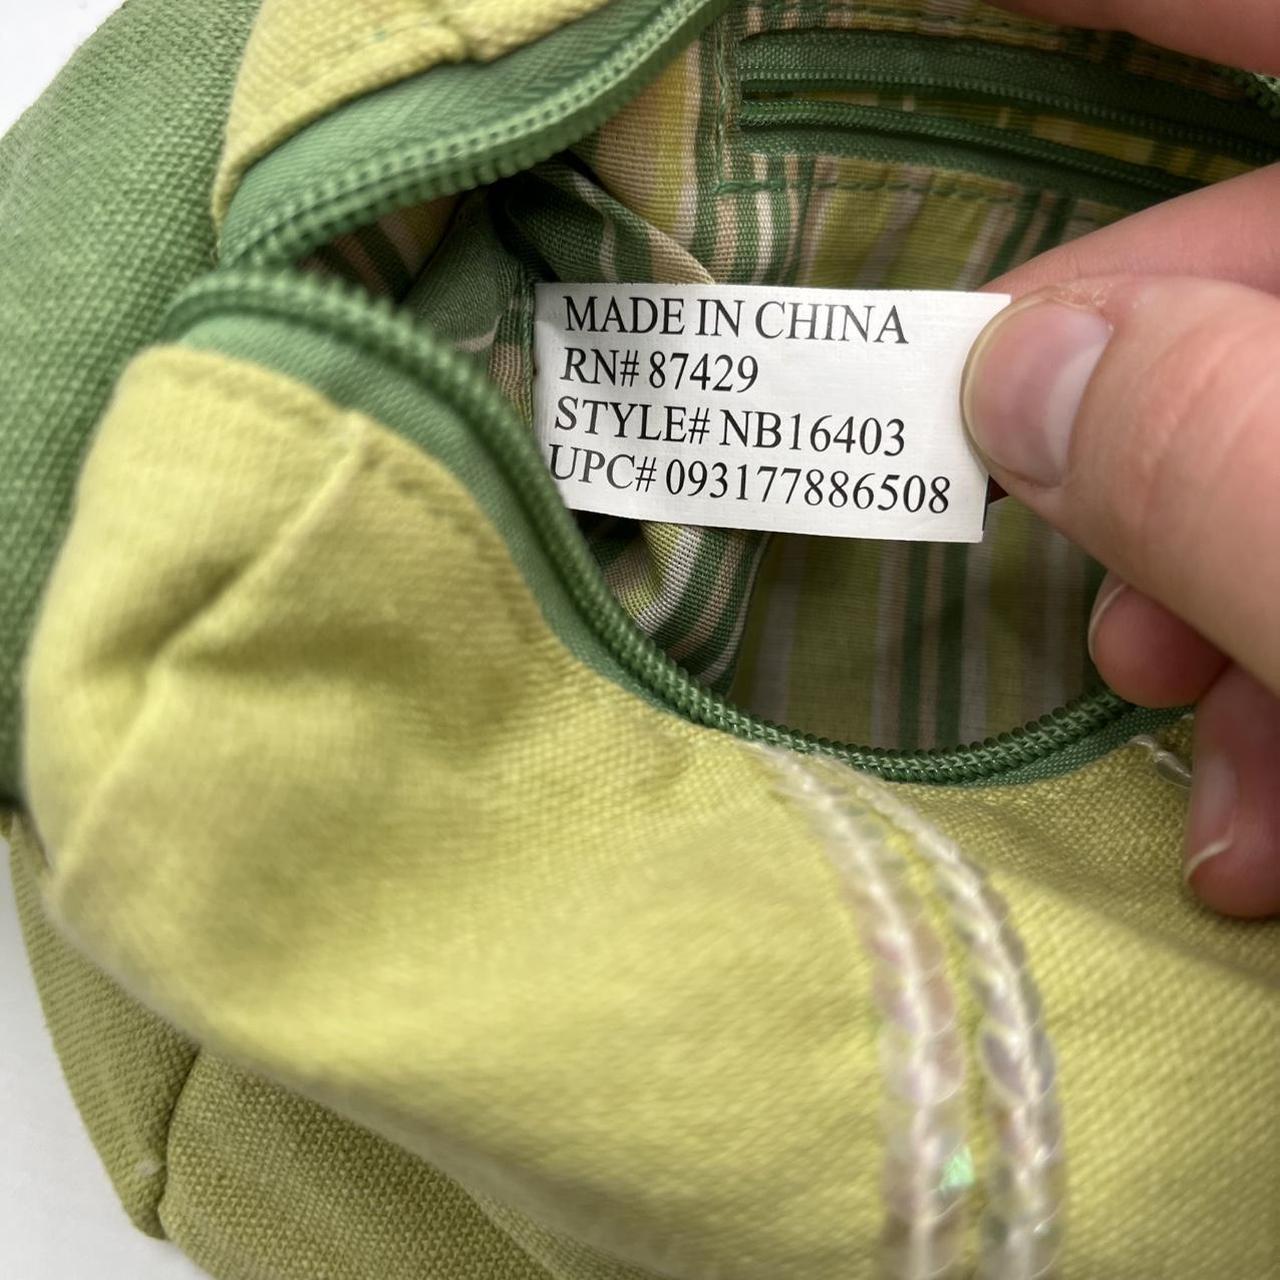 MADE IN CHINA
RN# 87429
STYLE# NB16403
UPC# 093177886508